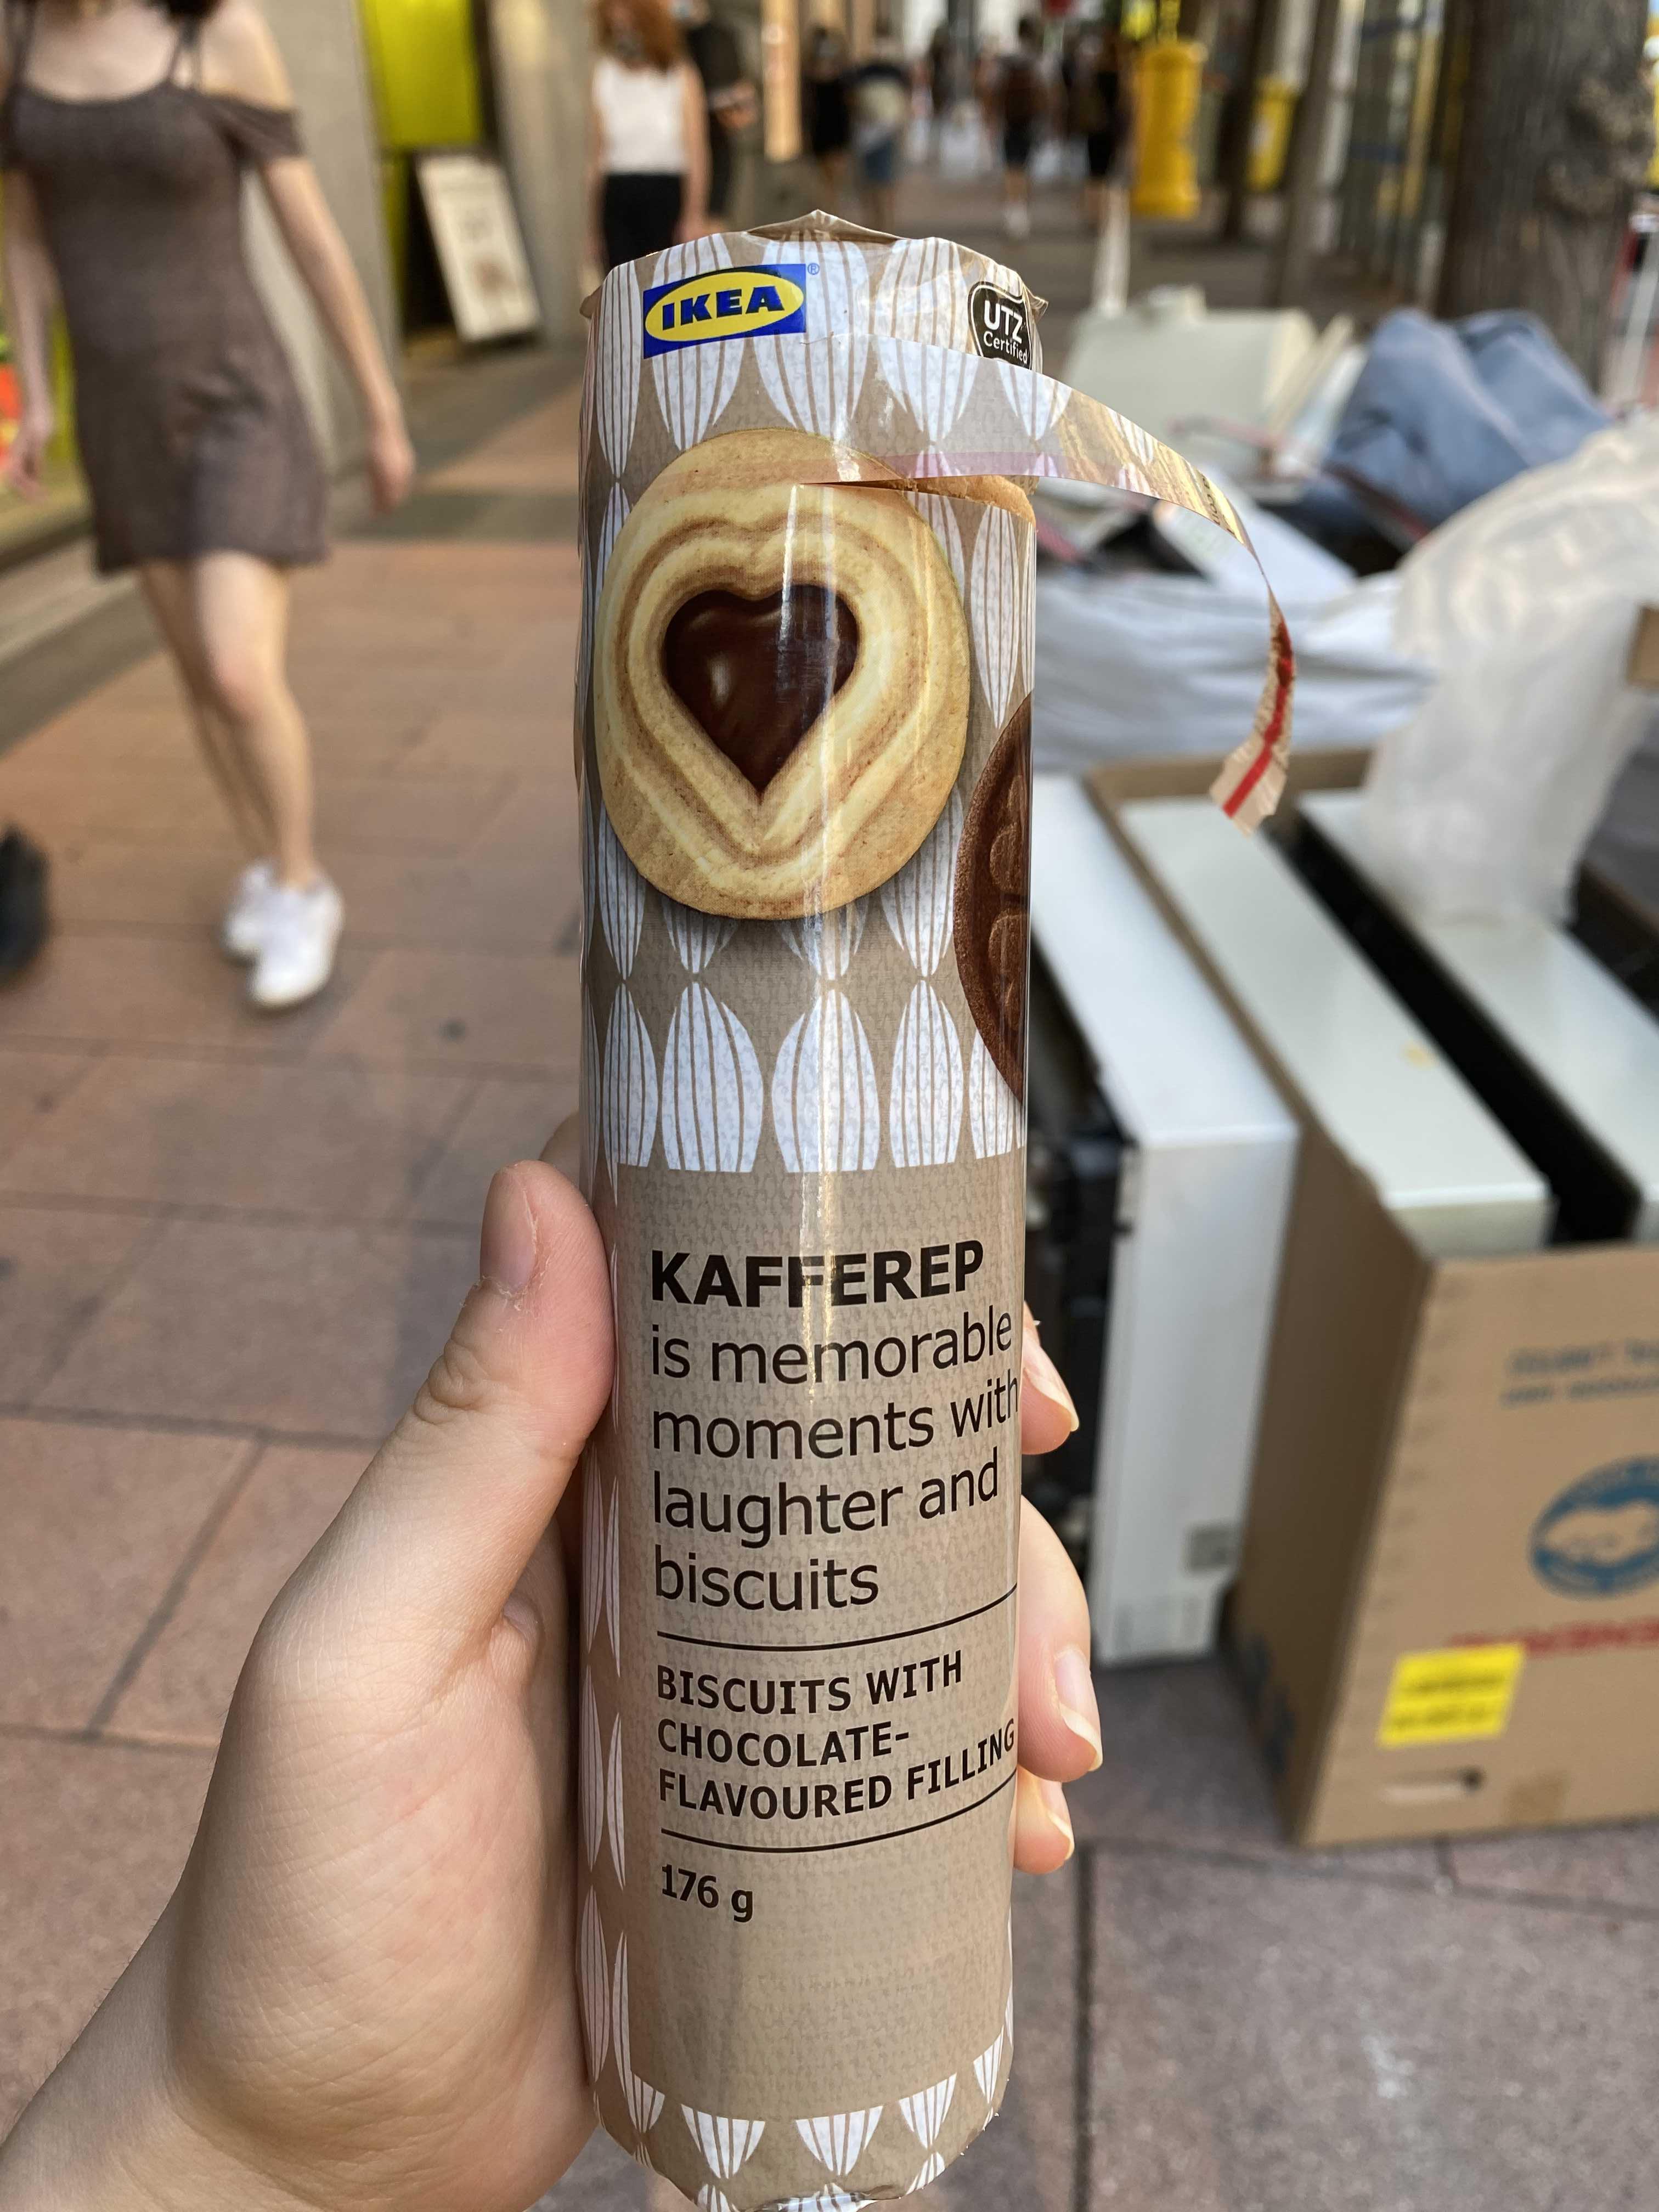 IKEA®
UTZ
Certified
KAFFEREP
is memorable
moments with
laughter and
biscuits
BISCUITS WITH
CHOCOLATE-
FLAVOURED FILLING
176 g